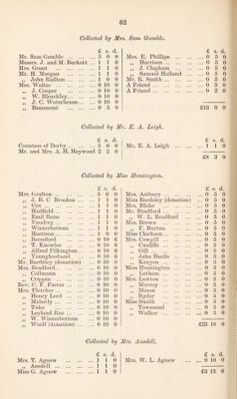 62
Collected by Mrs. Sam Gamble.
£ s. d.
Mr. Sam Gamble ... 5 0 0
Messrs. J. and M. Beckett 1 1 0
Mrs. Grant ... 1 1 0
Mr. H. Morgan ... 1 1 0
„ John Railton ... 1 0 0
Mrs. Walter ... 0 10 0
„ J. Cooper ... 0 10 0
„ W. Bleackley ... 0 10 0
„ J. C. Waterhouse ... 0 10 0
„ Beaumont ... 0 5 0
£ s. d.
Mrs. E. Phillips ... 0 5 0
„ Harrison ... 0 5 0
„ J. Clapham ... 0 5 0
„ Samuel Holland ... 0 5 0
Mr. R. Smith ... 0 5 0
A Friend ... 0 5 0
A Friend ... 0 2 0
£13 0 0
Collected by Mr. E. A. Leigh.
£ s. d.
Countess of Derby ... 5 0 0
Mr. and Mrs. A. H. Heywood 2 2 0
£ s. d.
Mr. E. A. Leigh ... 1 1 0
£8 3 0
Collected by Miss Huntington.
£ s. d.
Mrs. Grafton ... 5 0 0
„ J. B. C Brookes ... 1 1 0
„ Cox ... 1 1 0
„ Hadfield ... 1 1 0
„ Emil Reiss ... 1 1 0
„ Veralley ... 1 1 0
„ Winterbottom ... 1 1 0
„ Harrison ... 1 0 0
„ Beresford ... 0 10 6
„ T. Knowles ... 0 10 6
„ Alfred Pilkington ... 0 10 6
„ Younghusband ... 0 10 6
Mr. Bardsley (donation) 0 10 0
Mrs. Bradford ... 0 10 0
„ Collmann ... 0 10 0
„ Crippin ... 0 10 0
Rev. C. F. Farrar ... 0 10 0
Mrs. Fletcher ... 0 10 0
„ Henry Lord ... 0 10 0
„ Moberly ... 0 10 0
„ Tuke ... 0 10 0
„ Leyland Roe ... 0 10 0
„ W. Winterbottom ... 0 10 0
„ Woolf (donation) ... 0 10 0
£ s. d.
Mrs. Astbury ... 0 5 0
Miss Bardsley (donation) 0 5 0
Mrs. Blake ... 0 5 0
Mr. Bradford ... 0 5 0
„ W. L. Bradford ... 0 5 0
Mrs. Brown ... 0 5 0
„ F. Burton ... 0 5 0
Miss Clarkson ... 0 5 0
Mrs. Cowgill ... 0 5 0
„ Cunliffe ... 0 5 0
„ Gill ... 0 5 0
„ John Heelis ... 0 5 0
„ Kenyon ... 0 5 0
Miss Huntington ... 0 5 0
„ Latham ... 0 5 0
Mrs. Lawton ... 0 5 0
„ Murray ... 0 5 0
„ Mason ... 0 5 0
„ Ryder ... 0 5 0
Miss Smith ... 0 5 0
„ Townsend ... 0 5 0
„ Walker ... 0 5 0
£25 18 0
Collected by Mrs. Ansdell.
£ s. d.
Mrs. T. Agnew ... 1 1 0
„ Ansdell ... 1 1 0
Miss G. Agnew ... 1 1 0
£ s. d.
Mrs. W. L. Agnew ... 0 10 0
£3 13 0